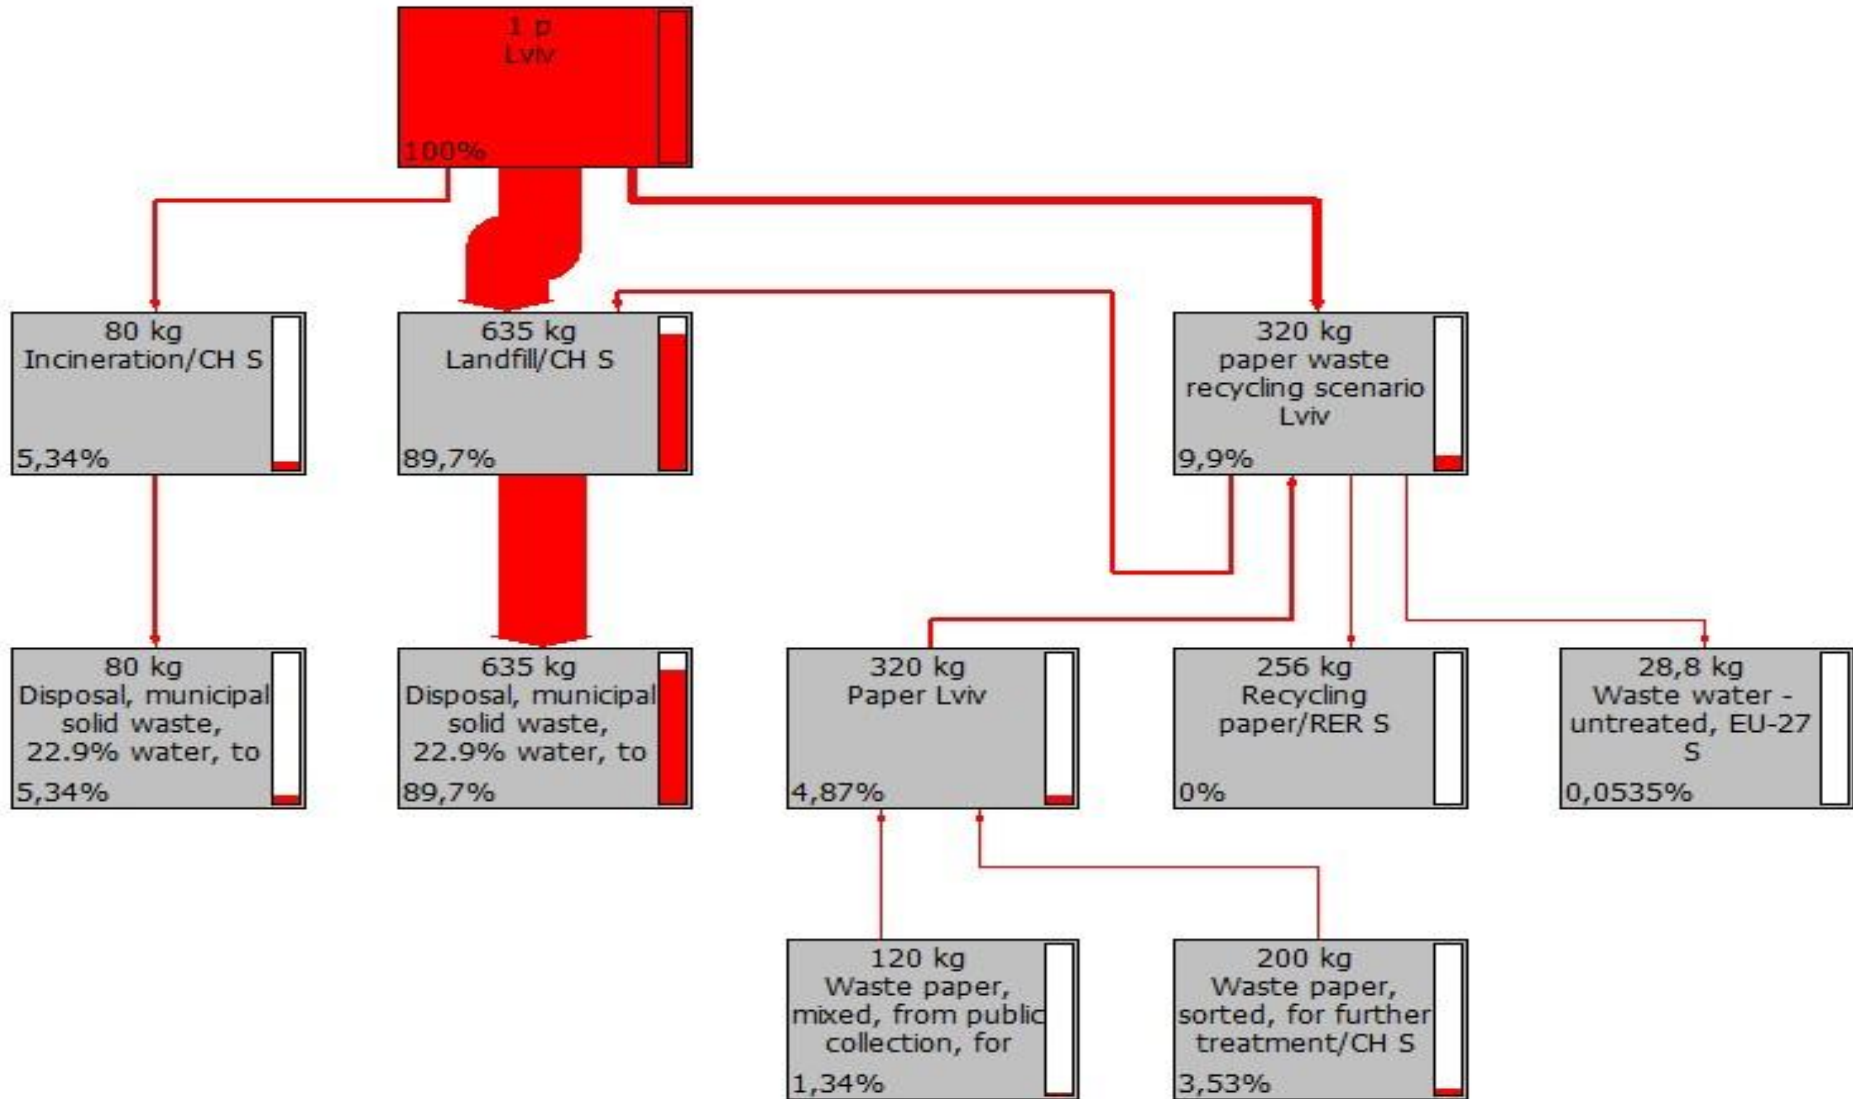 1 p
Lviv
100%
80 kg
Incineration/CH S
5,34%
635 kg
Landfill/CH S
89,7%
320 kg
paper waste
recycling scenario
Lviv
9,9%
80 kg
Disposal, municipal
solid waste,
22.9% water, to
5,34%
635 kg
Disposal, municipal
solid waste,
22.9% water, to
89,7%
320 kg
Paper Lviv
4,87%
256 kg
Recycling
paper/RER S
0%
28,8 kg
Waste water -
untreated, EU-27
S
0,0535%
120 kg
Waste paper,
mixed, from public
collection, for
1,34%
200 kg
Waste paper,
sorted, for further
treatment/CH S
3,53%